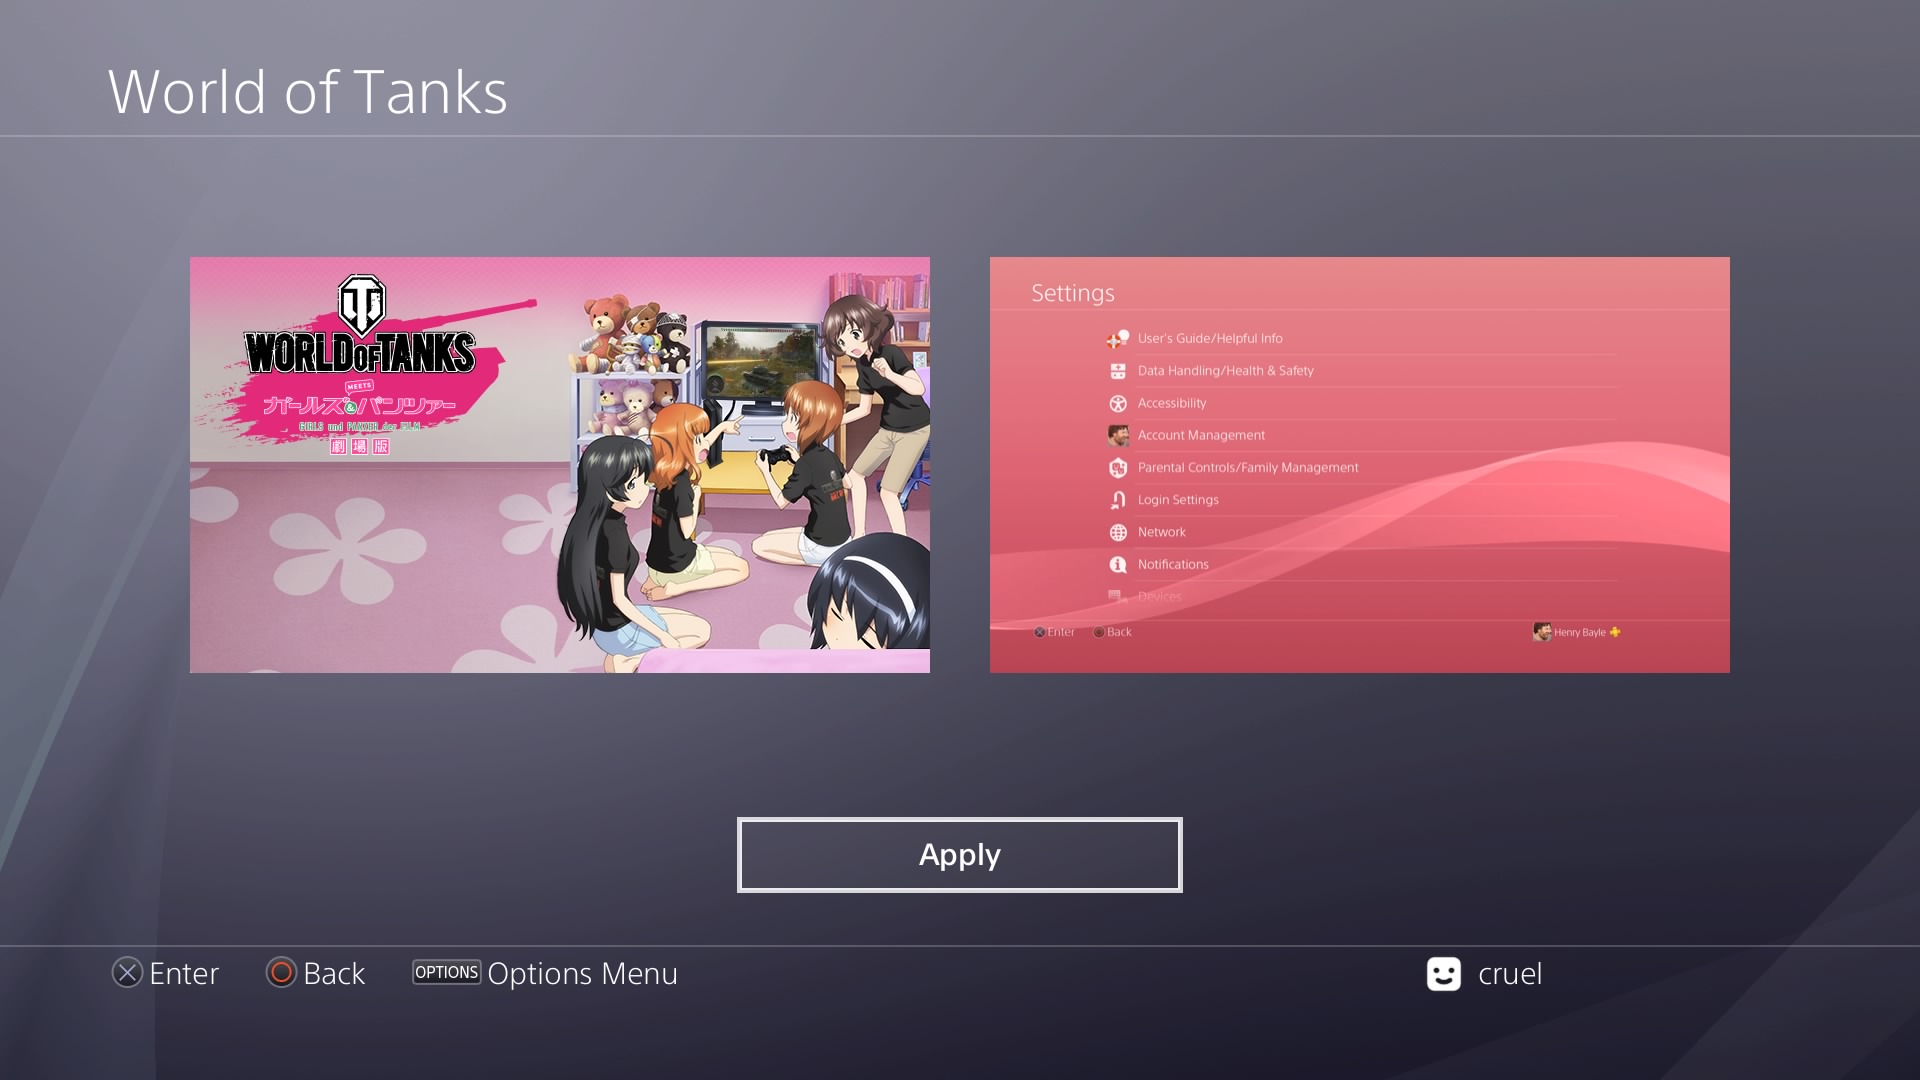 World of Tanks
WORLD OF TANKS
MEETS
ガールズ&パンツァー
GIRLS und PANZER der FILM
劇場版
Settings
User's Guide/Helpful Info
Data Handling/Health & Safety
Accessibility
Account Management
Parental Controls/Family Management
Login Settings
Network
Notifications
Devices
Enter
Back
Henry Bayle
Apply
Enter
Back
OPTIONS Options Menu
cruel